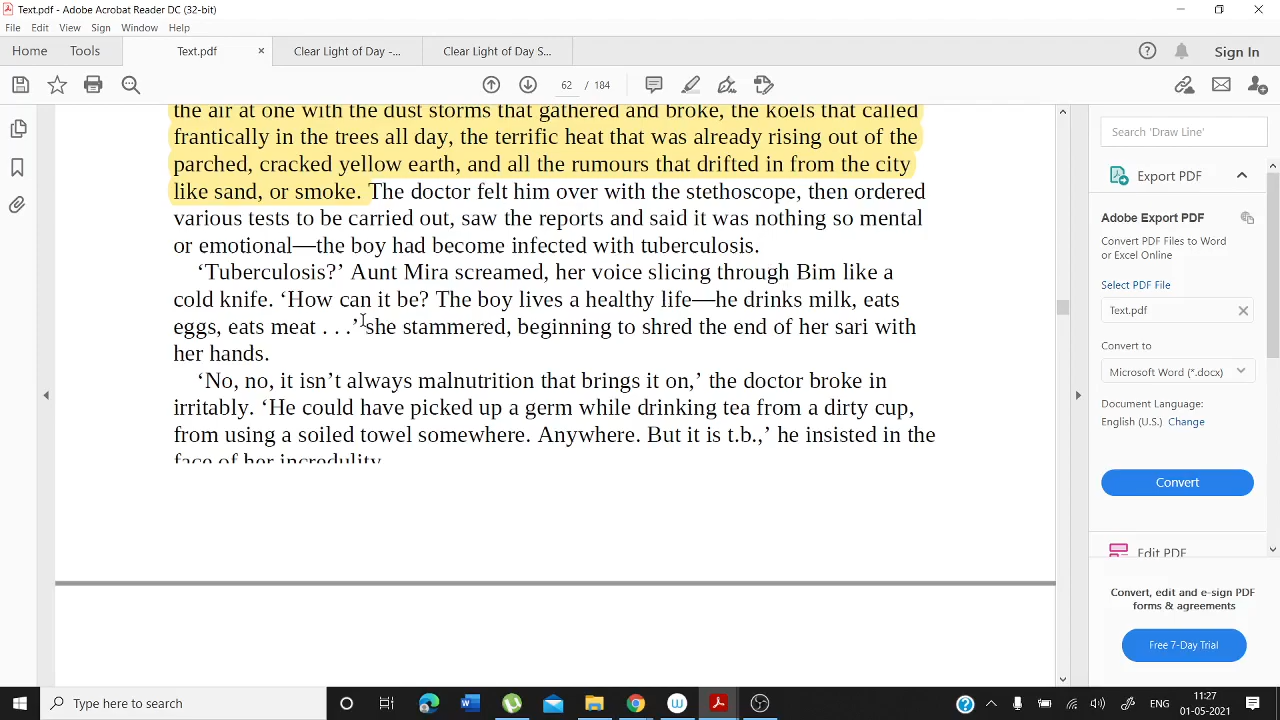 Text.pdf - Adobe Acrobat Reader DC (32-bit)
File Edit View Sign Window Help
Home Tools Text.pdf × Clear Light of Day -... Clear Light of Day S... Sign In
62 / 184
the air at one with the dust storms that gathered and broke, the koels that called
frantically in the trees all day, the terrific heat that was already rising out of the
parched, cracked yellow earth, and all the rumours that drifted in from the city
like sand, or smoke. The doctor felt him over with the stethoscope, then ordered
various tests to be carried out, saw the reports and said it was nothing so mental
or emotional—the boy had become infected with tuberculosis.
‘Tuberculosis?’ Aunt Mira screamed, her voice slicing through Bim like a
cold knife. ‘How can it be? The boy lives a healthy life—he drinks milk, eats
eggs, eats meat . . .’ she stammered, beginning to shred the end of her sari with
her hands.
‘No, no, it isn’t always malnutrition that brings it on,’ the doctor broke in
irritably. ‘He could have picked up a germ while drinking tea from a dirty cup,
from using a soiled towel somewhere. Anywhere. But it is t.b.,’ he insisted in the
face of her incredulity.
Search 'Draw Line'
Export PDF
Adobe Export PDF
Convert PDF Files to Word
or Excel Online
Select PDF File
Text.pdf
Convert to
Microsoft Word (*.docx)
Document Language:
English (U.S.) Change
Convert
Edit PDF
Convert, edit and e-sign PDF
forms & agreements
Free 7-Day Trial
Type here to search
ENG
11:27
01-05-2021